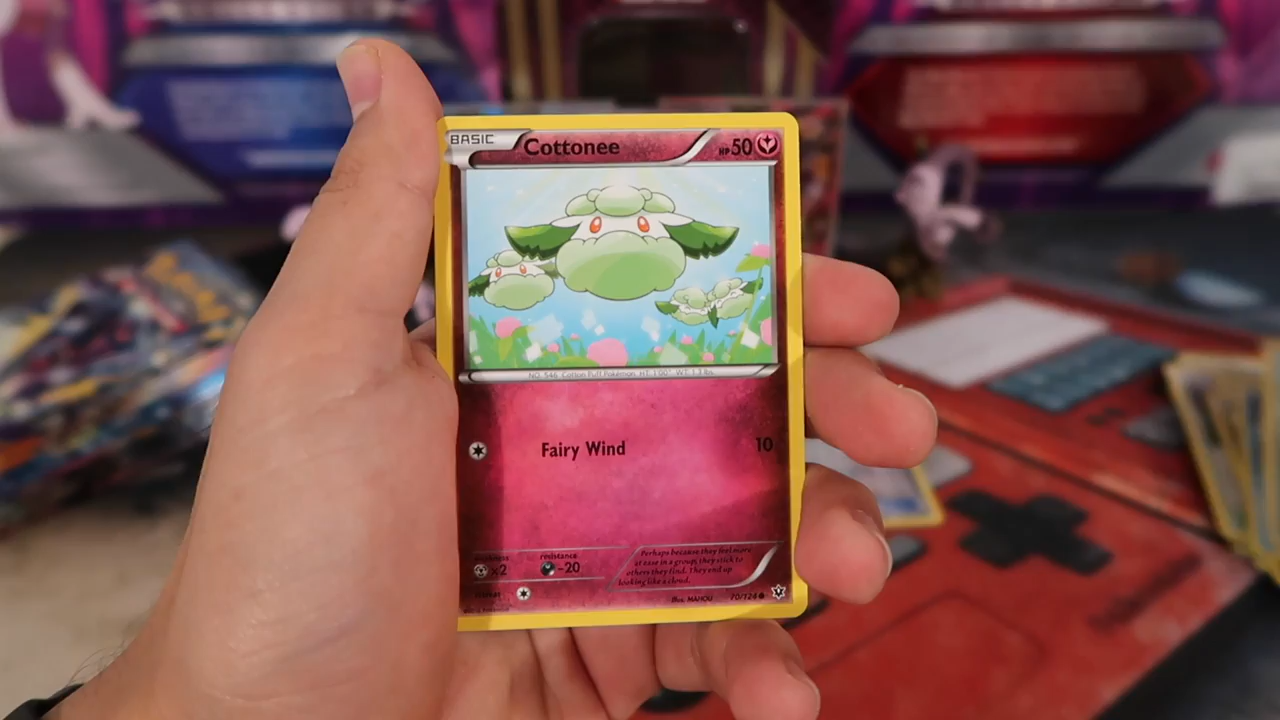 BASIC Cottonee HP50
NO. 546 Cotton Puff Pokémon HT: 1'00" WT: 1.3 lbs.
Fairy Wind 10
weakness resistance
x2 -20
Perhaps because they feel more
at ease in a group, they stick to
others they find. They end up
looking like a cloud.
Illus. MAHOU 70/124